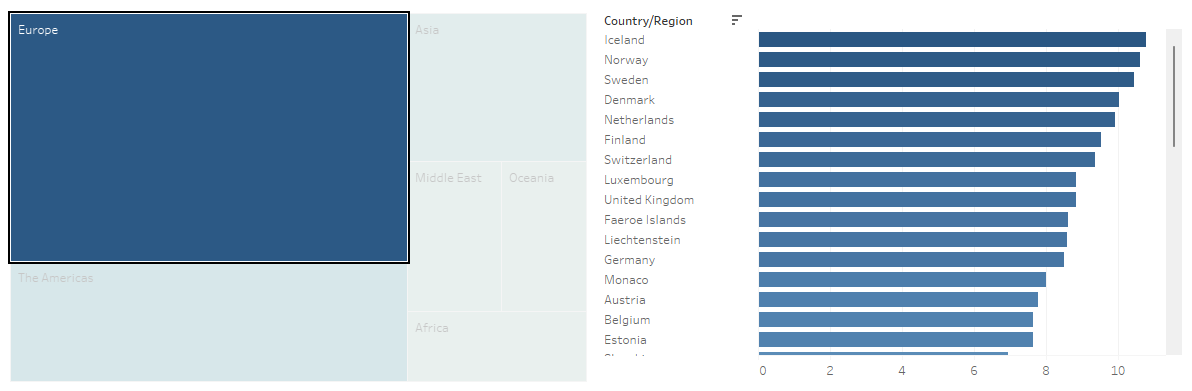 Europe
Asia
Middle East
Oceania
The Americas
Africa
Country/Region
Iceland
Norway
Sweden
Denmark
Netherlands
Finland
Switzerland
Luxembourg
United Kingdom
Faeroe Islands
Liechtenstein
Germany
Monaco
Austria
Belgium
Estonia
0 2 4 6 8 10